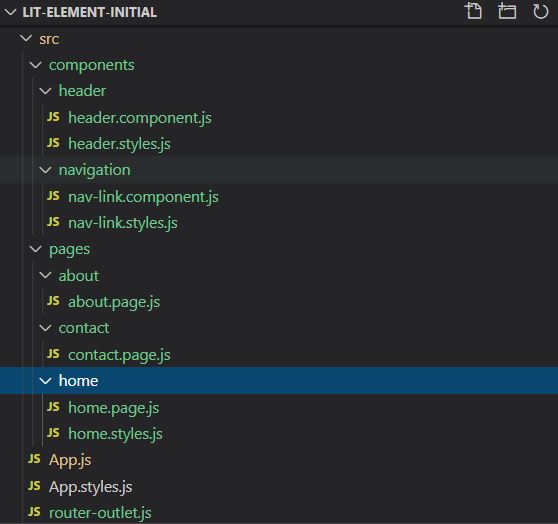 LIT-ELEMENT-INITIAL
src
components
header
JS header.component.js
JS header.styles.js
navigation
JS nav-link.component.js
JS nav-link.styles.js
pages
about
JS about.page.js
contact
JS contact.page.js
home
JS home.page.js
JS home.styles.js
JS App.js
JS App.styles.js
JS router-outlet.js